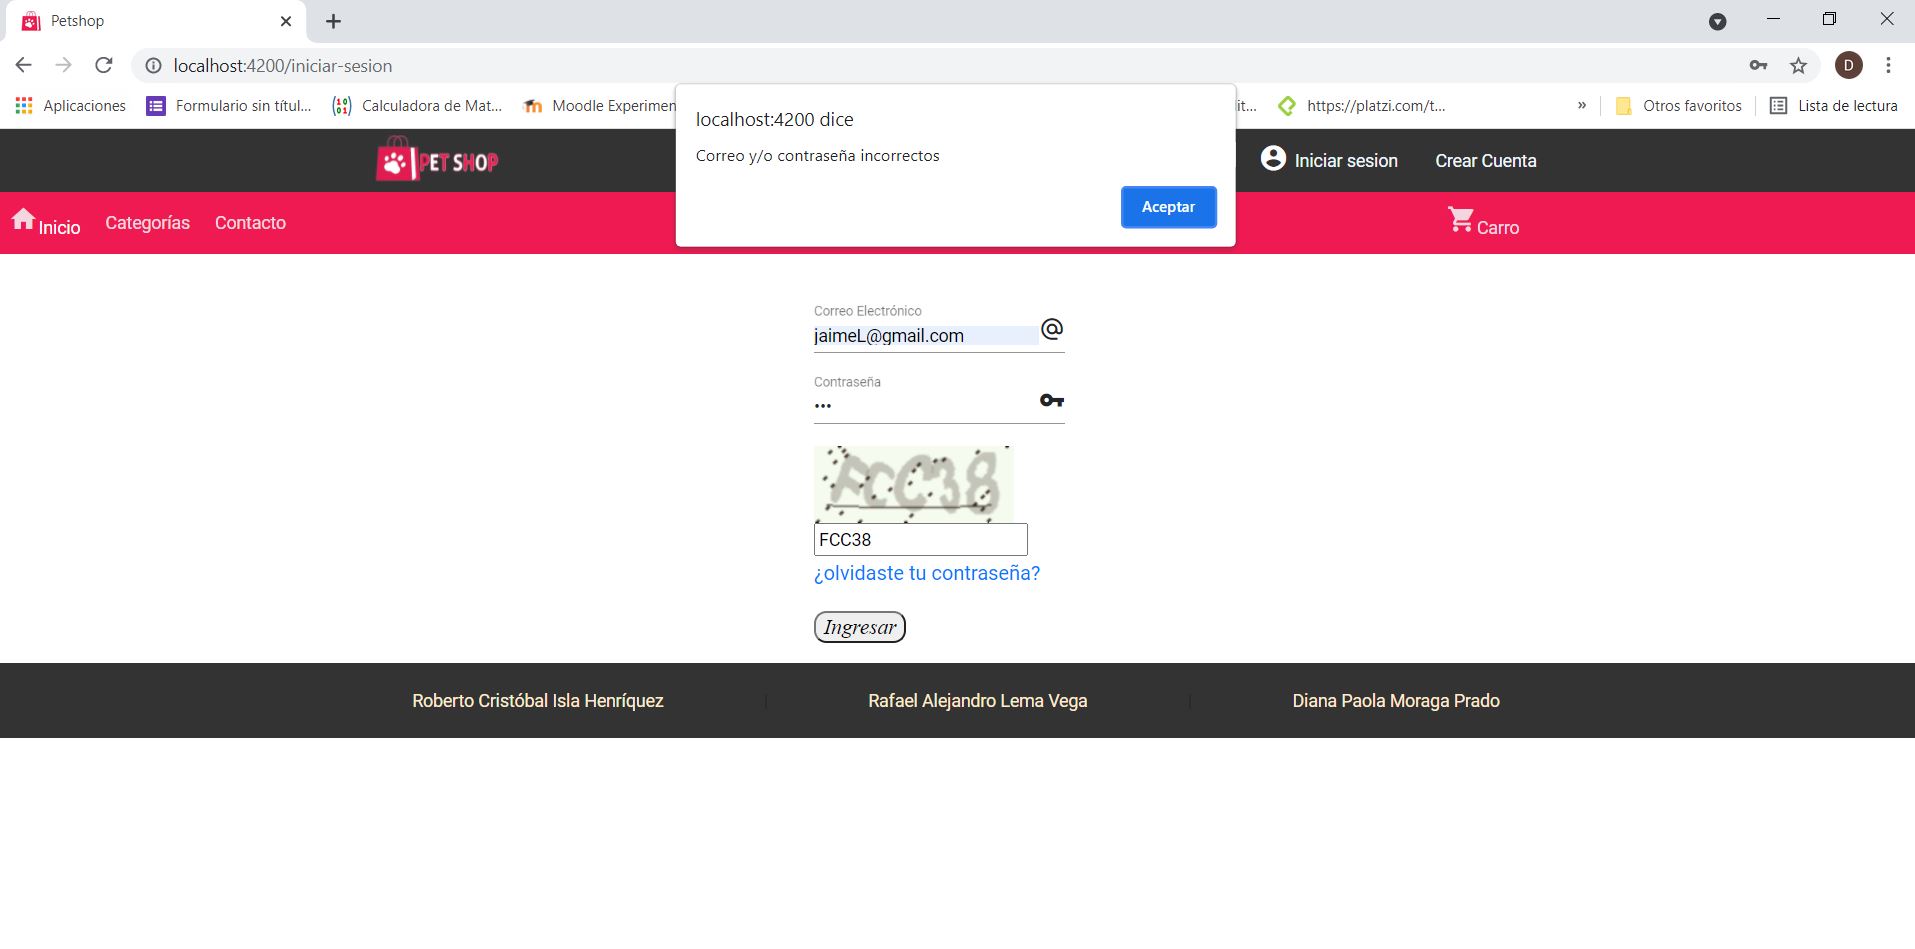 Petshop
localhost:4200/iniciar-sesion
D
Aplicaciones
Formulario sin títul...
Calculadora de Mat...
Moodle Experimen
it...
https://platzi.com/t...
»
Otros favoritos
Lista de lectura
localhost:4200 dice
Correo y/o contraseña incorrectos
Aceptar
PET SHOP
Iniciar sesion
Crear Cuenta
Inicio
Categorías
Contacto
Carro
Correo Electrónico
jaimeL@gmail.com
Contraseña
•••
FCC38
FCC38
¿olvidaste tu contraseña?
Ingresar
Roberto Cristóbal Isla Henríquez
Rafael Alejandro Lema Vega
Diana Paola Moraga Prado